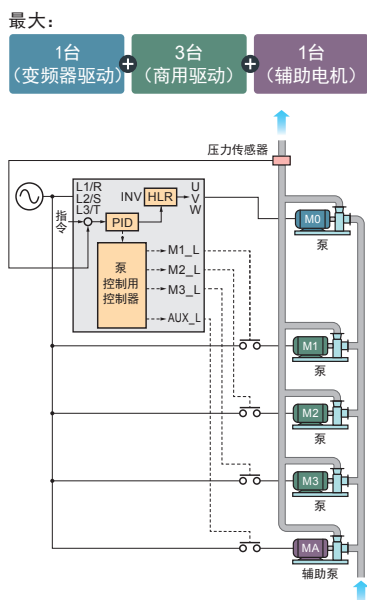 最大：
1台
（变频器驱动）
+
3台
（商用驱动）
+
1台
（辅助电机）
压力传感器
L1/R
L2/S
L3/T
指令
INV
HLR
PID
U
V
W
M0
泵
泵
控制用
控制器
M1_L
M2_L
M3_L
AUX_L
M1
泵
M2
泵
M3
泵
MA
辅助泵